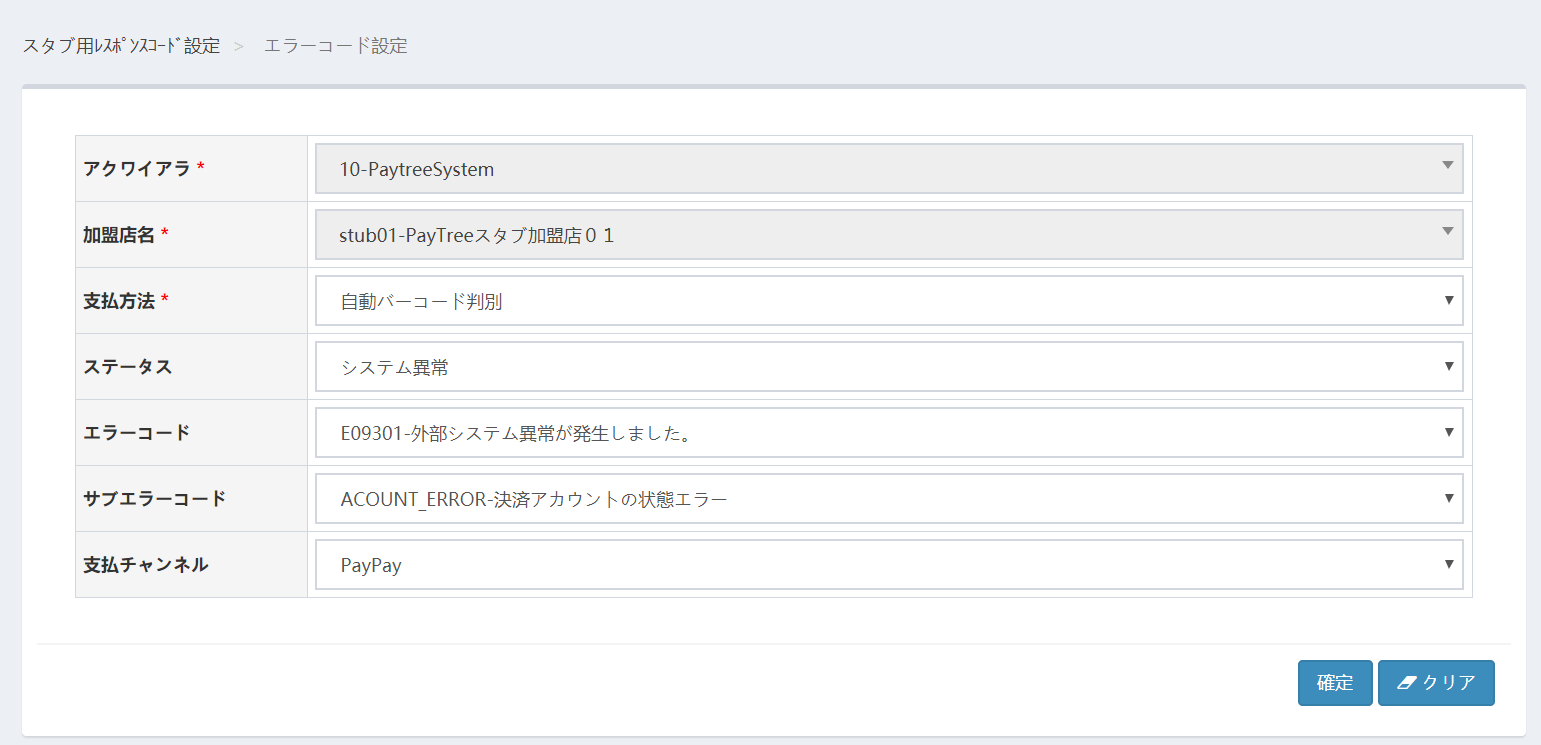 スタブ用ﾚｽﾎﾟﾝｽｺｰﾄﾞ設定 > エラーコード設定
アクワイアラ * 10-PaytreeSystem
加盟店名 * stub01-PayTreeスタブ加盟店０１
支払方法 * 自動バーコード判別
ステータス システム異常
エラーコード E09301-外部システム異常が発生しました。
サブエラーコード ACOUNT_ERROR-決済アカウントの状態エラー
支払チャンネル PayPay
確定 クリア